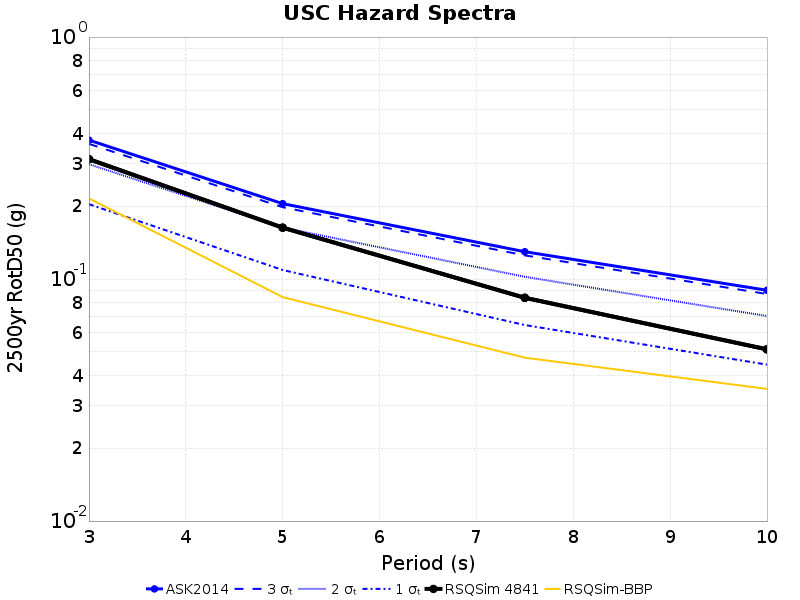 USC Hazard Spectra
2500yr RotD50 (g)
10^0
8
6
4
3
2
10^-1
8
6
4
3
2
10^-2
3 4 5 6 7 8 9 10
Period (s)
ASK2014 3 σₜ 2 σₜ 1 σₜ RSQSim 4841 RSQSim-BBP